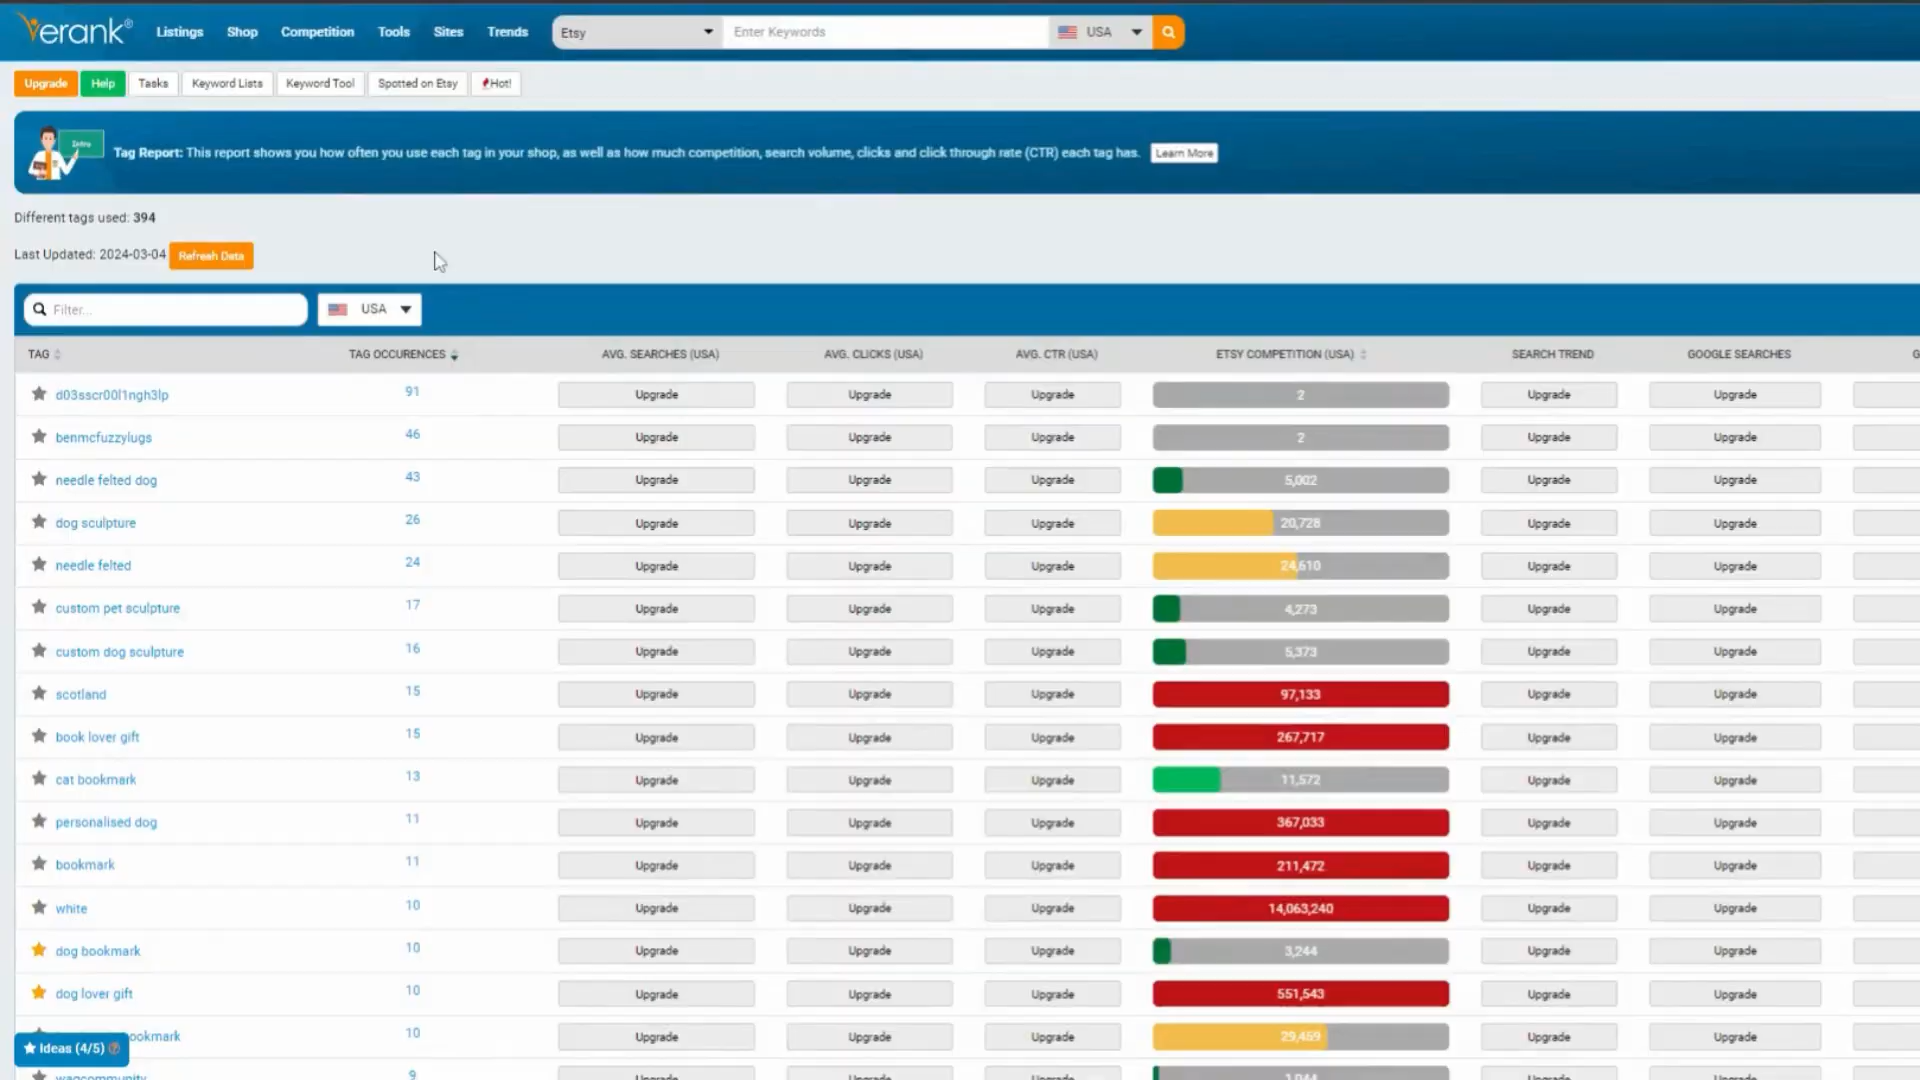 erank®
Listings Shop Competition Tools Sites Trends Etsy Enter Keywords USA
Upgrade Help Tasks Keyword Lists Keyword Tool Spotted on Etsy Hot!
Tag Report: This report shows you how often you use each tag in your shop, as well as how much competition, search volume, clicks and click through rate (CTR) each tag has. Learn More
Different tags used: 394
Last Updated: 2024-03-04 Refresh Data
Filter... USA
TAG TAG OCCURENCES AVG. SEARCHES (USA) AVG. CLICKS (USA) AVG. CTR (USA) ETSY COMPETITION (USA) SEARCH TREND GOOGLE SEARCHES G
d03sscr00l1ngh3lp 91 Upgrade Upgrade Upgrade 2 Upgrade Upgrade
benmcfuzzylugs 46 Upgrade Upgrade Upgrade 2 Upgrade Upgrade
needle felted dog 43 Upgrade Upgrade Upgrade 5,002 Upgrade Upgrade
dog sculpture 26 Upgrade Upgrade Upgrade 20,728 Upgrade Upgrade
needle felted 24 Upgrade Upgrade Upgrade 24,610 Upgrade Upgrade
custom pet sculpture 17 Upgrade Upgrade Upgrade 4,273 Upgrade Upgrade
custom dog sculpture 16 Upgrade Upgrade Upgrade 5,373 Upgrade Upgrade
scotland 15 Upgrade Upgrade Upgrade 97,133 Upgrade Upgrade
book lover gift 15 Upgrade Upgrade Upgrade 267,717 Upgrade Upgrade
cat bookmark 13 Upgrade Upgrade Upgrade 11,572 Upgrade Upgrade
personalised dog 11 Upgrade Upgrade Upgrade 367,033 Upgrade Upgrade
bookmark 11 Upgrade Upgrade Upgrade 211,472 Upgrade Upgrade
white 10 Upgrade Upgrade Upgrade 14,063,240 Upgrade Upgrade
dog bookmark 10 Upgrade Upgrade Upgrade 3,244 Upgrade Upgrade
dog lover gift 10 Upgrade Upgrade Upgrade 551,543 Upgrade Upgrade
ookmark 10 Upgrade Upgrade Upgrade 29,459 Upgrade Upgrade
Ideas (4/5)
wagcommunity 9 Upgrade Upgrade Upgrade 1,044 Upgrade Upgrade